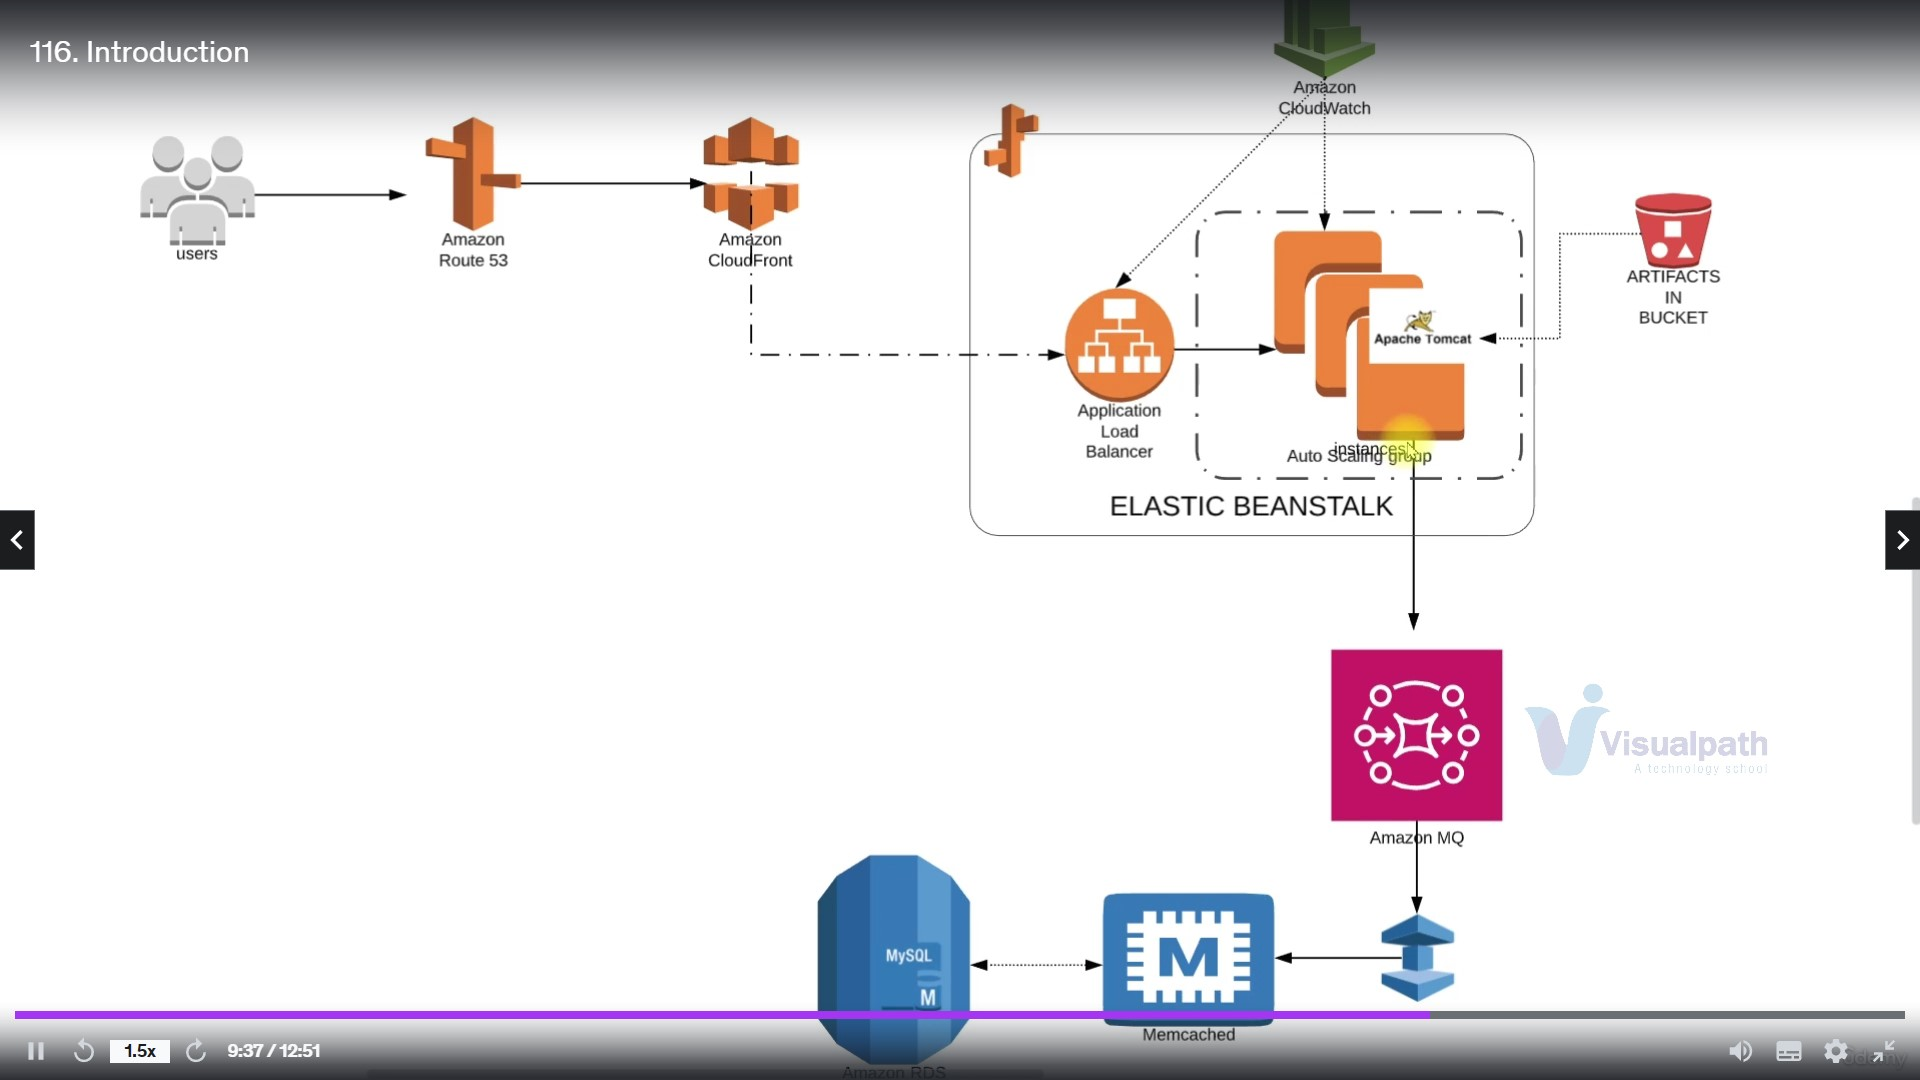 116. Introduction
Amazon
CloudWatch
users
Amazon
Route 53
Amazon
CloudFront
ARTIFACTS
IN
BUCKET
Apache Tomcat
Application
Load
Balancer
instances
Auto Scaling group
ELASTIC BEANSTALK
Visualpath
A technology school
Amazon MQ
MySQL
M
M
Memcached
Amazon RDS
1.5x
9:37 / 12:51
udemy